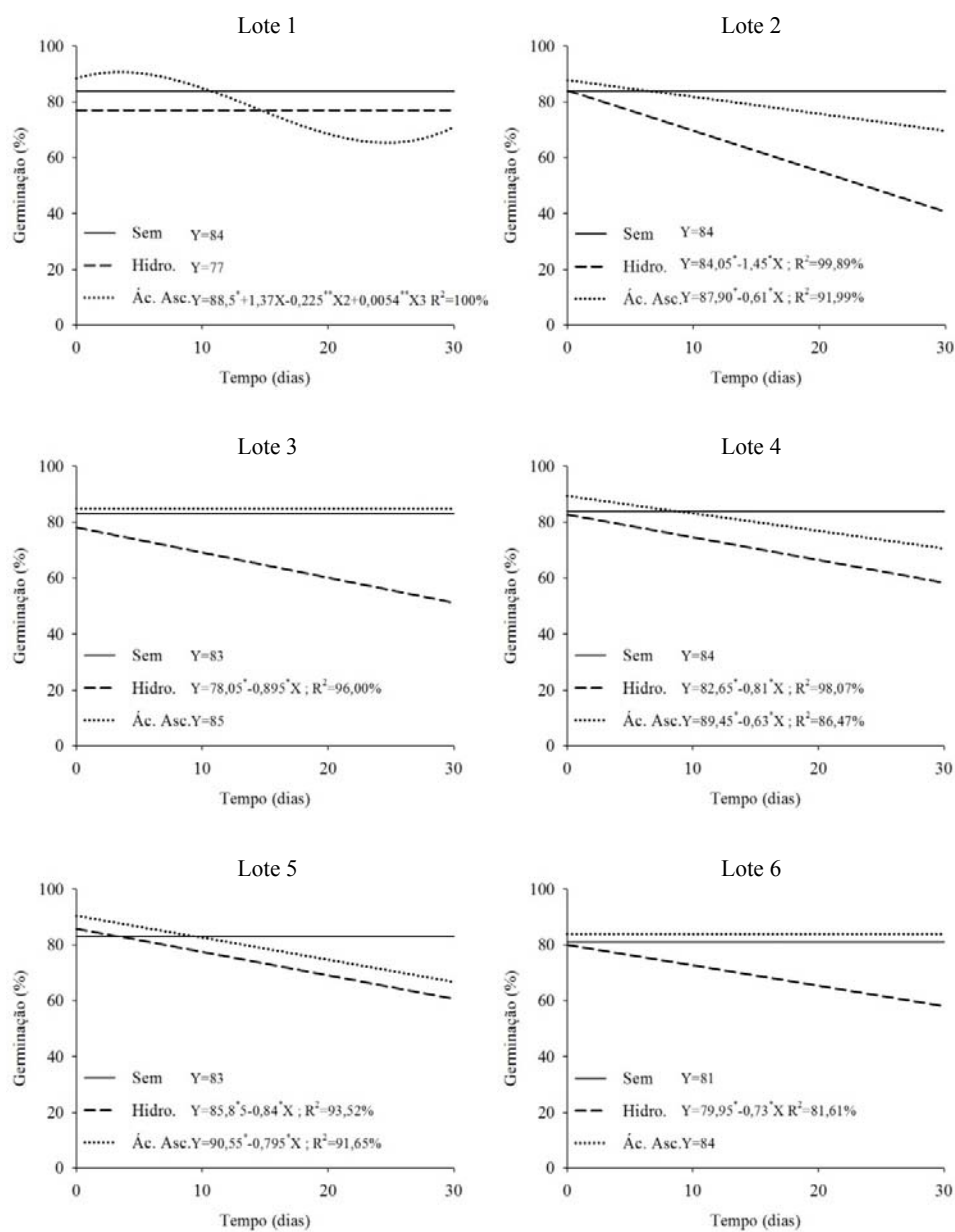 Lote 1
100
80
60
40
20
0
Germinação (%)
Sem Y=84
Hidro. Y=77
Ác. Asc.Y=88,5*+1,37X-0,225**X2+0,0054**X3 R²=100%
0 10 20 30
Tempo (dias)
Lote 2
100
80
60
40
20
0
Germinação (%)
Sem Y=84
Hidro. Y=84,05*-1,45*X ; R²=99,89%
Ác. Asc.Y=87,90*-0,61*X ; R²=91,99%
0 10 20 30
Tempo (dias)
Lote 3
100
80
60
40
20
0
Germinação (%)
Sem Y=83
Hidro. Y=78,05*-0,895*X ; R²=96,00%
Ác. Asc.Y=85
0 10 20 30
Tempo (dias)
Lote 4
100
80
60
40
20
0
Germinação (%)
Sem Y=84
Hidro. Y=82,65*-0,81*X ; R²=98,07%
Ác. Asc.Y=89,45*-0,63*X ; R²=86,47%
0 10 20 30
Tempo (dias)
Lote 5
100
80
60
40
20
0
Germinação (%)
Sem Y=83
Hidro. Y=85,8*5-0,84*X ; R²=93,52%
Ác. Asc.Y=90,55*-0,795*X ; R²=91,65%
0 10 20 30
Tempo (dias)
Lote 6
100
80
60
40
20
0
Germinação (%)
Sem Y=81
Hidro. Y=79,95*-0,73*X R²=81,61%
Ác. Asc.Y=84
0 10 20 30
Tempo (dias)